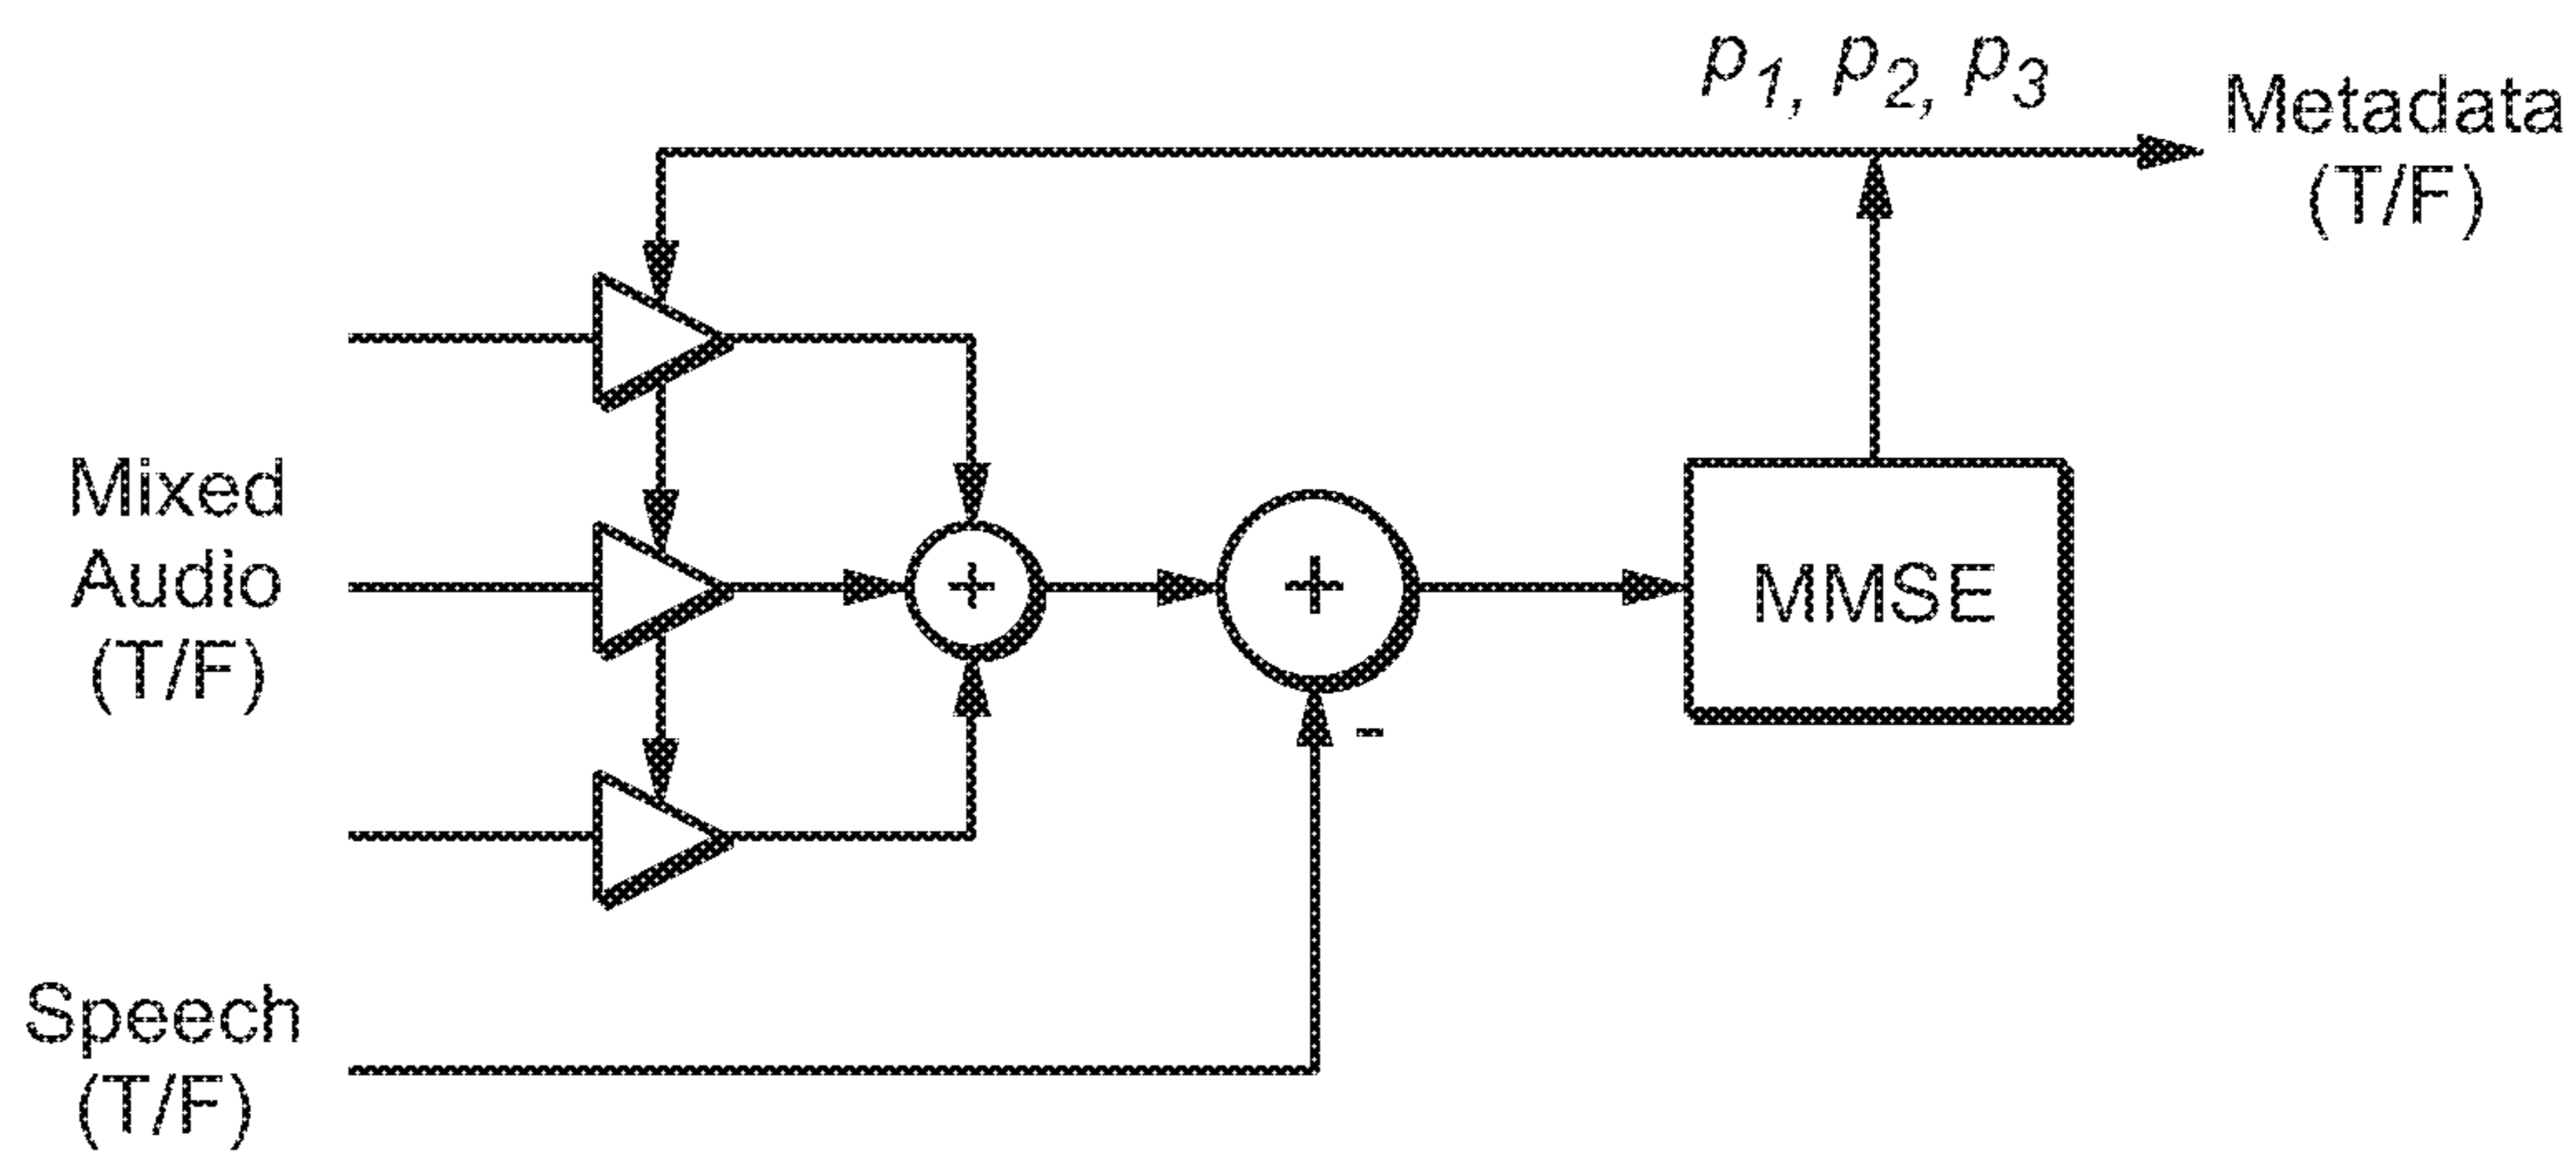 p1, p2, p3
Metadata
(T/F)
Mixed
Audio
(T/F)
+
+
MMSE
-
Speech
(T/F)